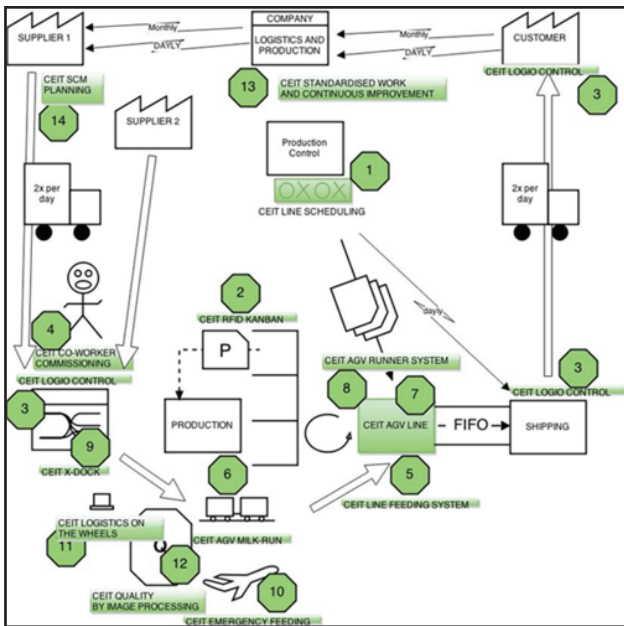 SUPPLIER 1
Monthly
DAYLY
COMPANY
LOGISTICS AND
PRODUCTION
Monthly
DAYLY
CUSTOMER
CEIT LOGIO CONTROL
3
CEIT SCM
PLANNING
14
13
CEIT STANDARDISED WORK
AND CONTINUOUS IMPROVEMENT
SUPPLIER 2
Production
Control
1
OXOX
CEIT LINE SCHEDULING
2x per
day
2x per
day
2
CEIT RFID KANBAN
P
dayly
4
CEIT CO-WORKER
COMMISSIONING
CEIT LOGIO CONTROL
CEIT AGV RUNNER SYSTEM
3
CEIT LOGIO CONTROL
8
7
3
9
CEIT X-DOCK
PRODUCTION
CEIT AGV LINE
FIFO
SHIPPING
6
5
CEIT LINE FEEDING SYSTEM
CEIT LOGISTICS ON
THE WHEELS
11
Q
12
CEIT AGV MILK-RUN
CEIT QUALITY
BY IMAGE PROCESSING
10
CEIT EMERGENCY FEEDING